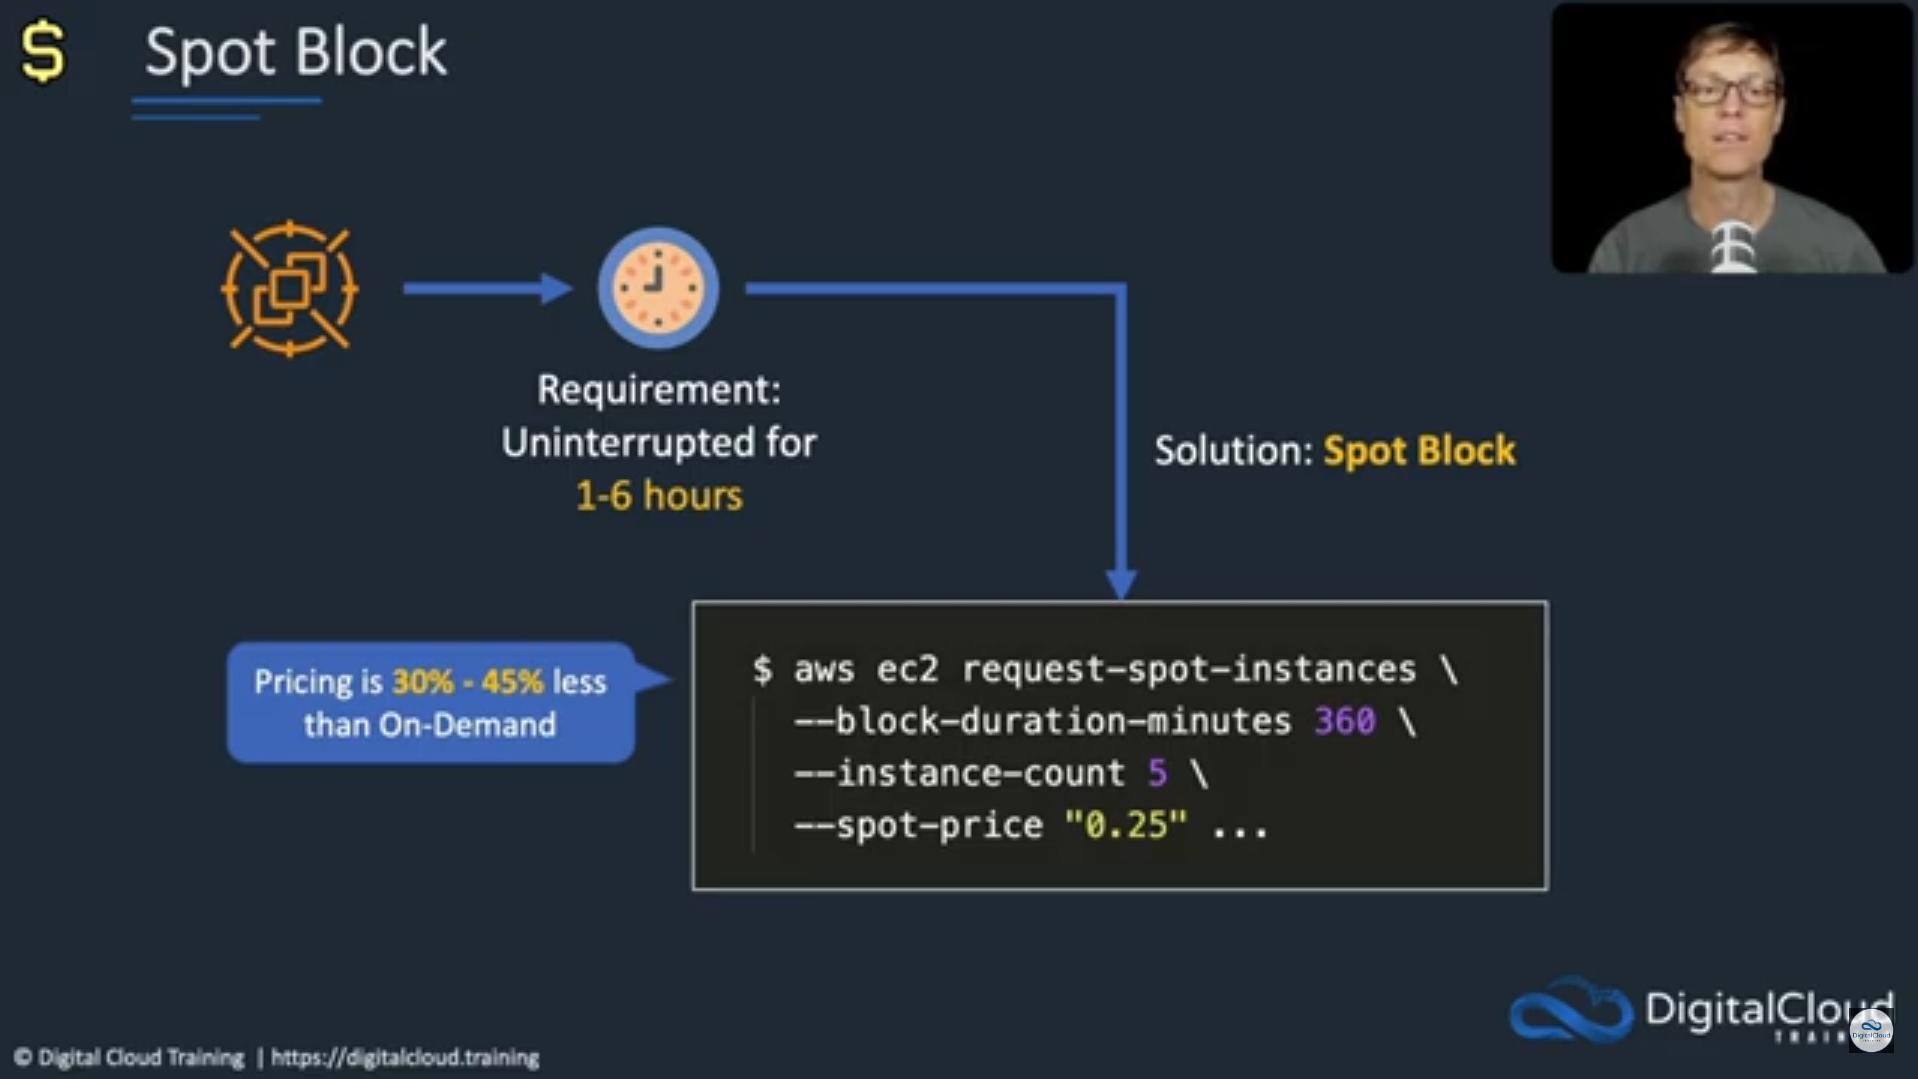 $ Spot Block
Requirement:
Uninterrupted for
1-6 hours
Solution: Spot Block
Pricing is 30% - 45% less
than On-Demand
$ aws ec2 request-spot-instances \
--block-duration-minutes 360 \
--instance-count 5 \
--spot-price "0.25" ...
DigitalCloud
© Digital Cloud Training | https://digitalcloud.training